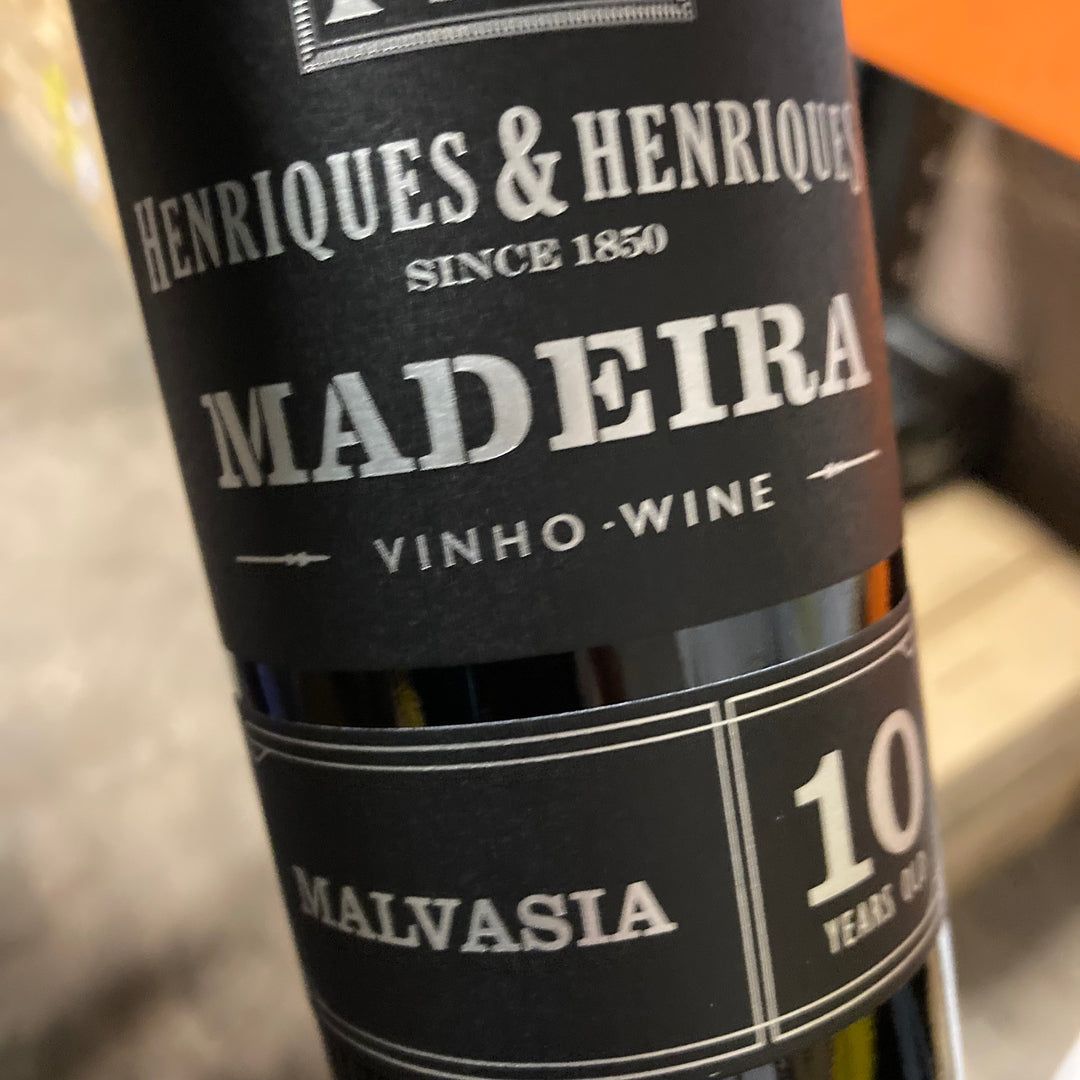 HENRIQUES & HENRIQUES
SINCE 1850
MADEIRA
VINHO · WINE
MALVASIA
10
YEARS OLD